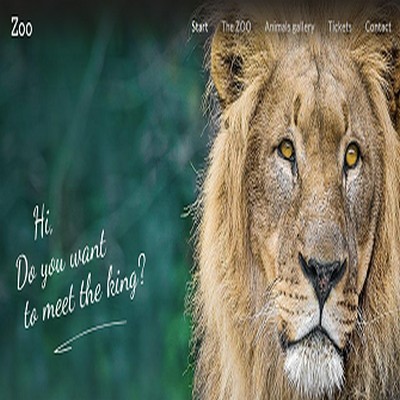 Zoo
Start The ZOO Animals gallery Tickets Contact
Hi,
Do you want
to meet the king?